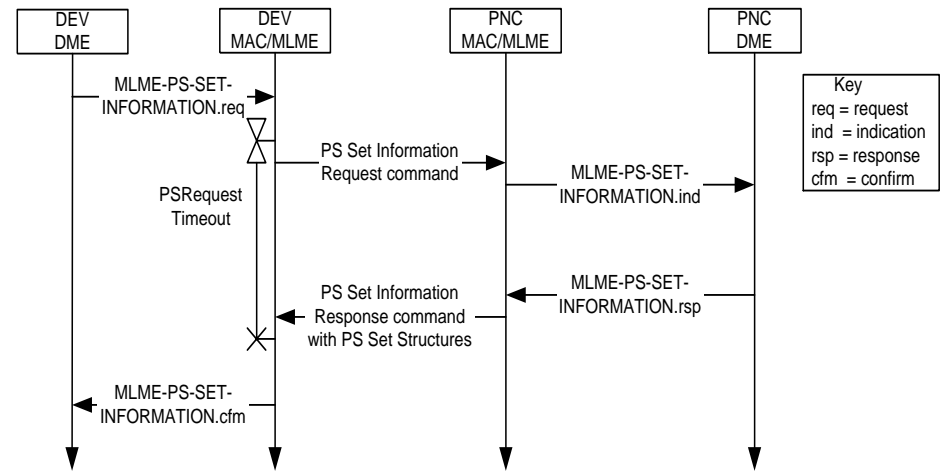 DEV
DME
DEV
MAC/MLME
PNC
MAC/MLME
PNC
DME
MLME-PS-SET-
INFORMATION.req
Key
req = request
ind = indication
rsp = response
cfm = confirm
PS Set Information
Request command
MLME-PS-SET-
INFORMATION.ind
PSRequest
Timeout
MLME-PS-SET-
INFORMATION.rsp
PS Set Information
Response command
with PS Set Structures
MLME-PS-SET-
INFORMATION.cfm